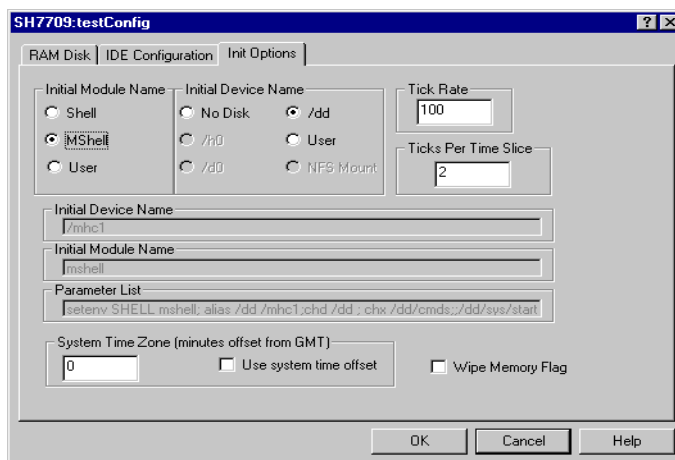 SH7709:testConfig
RAM Disk IDE Configuration Init Options
Initial Module Name Initial Device Name Tick Rate
Shell No Disk /dd 100
MShell /h0 User Ticks Per Time Slice
User /d0 NFS Mount 2
Initial Device Name
/mhc1
Initial Module Name
mshell
Parameter List
setenv SHELL mshell; alias /dd /mhc1;chd /dd ; chx /dd/cmds;;/dd/sys/start
System Time Zone (minutes offset from GMT)
0 Use system time offset Wipe Memory Flag
OK Cancel Help